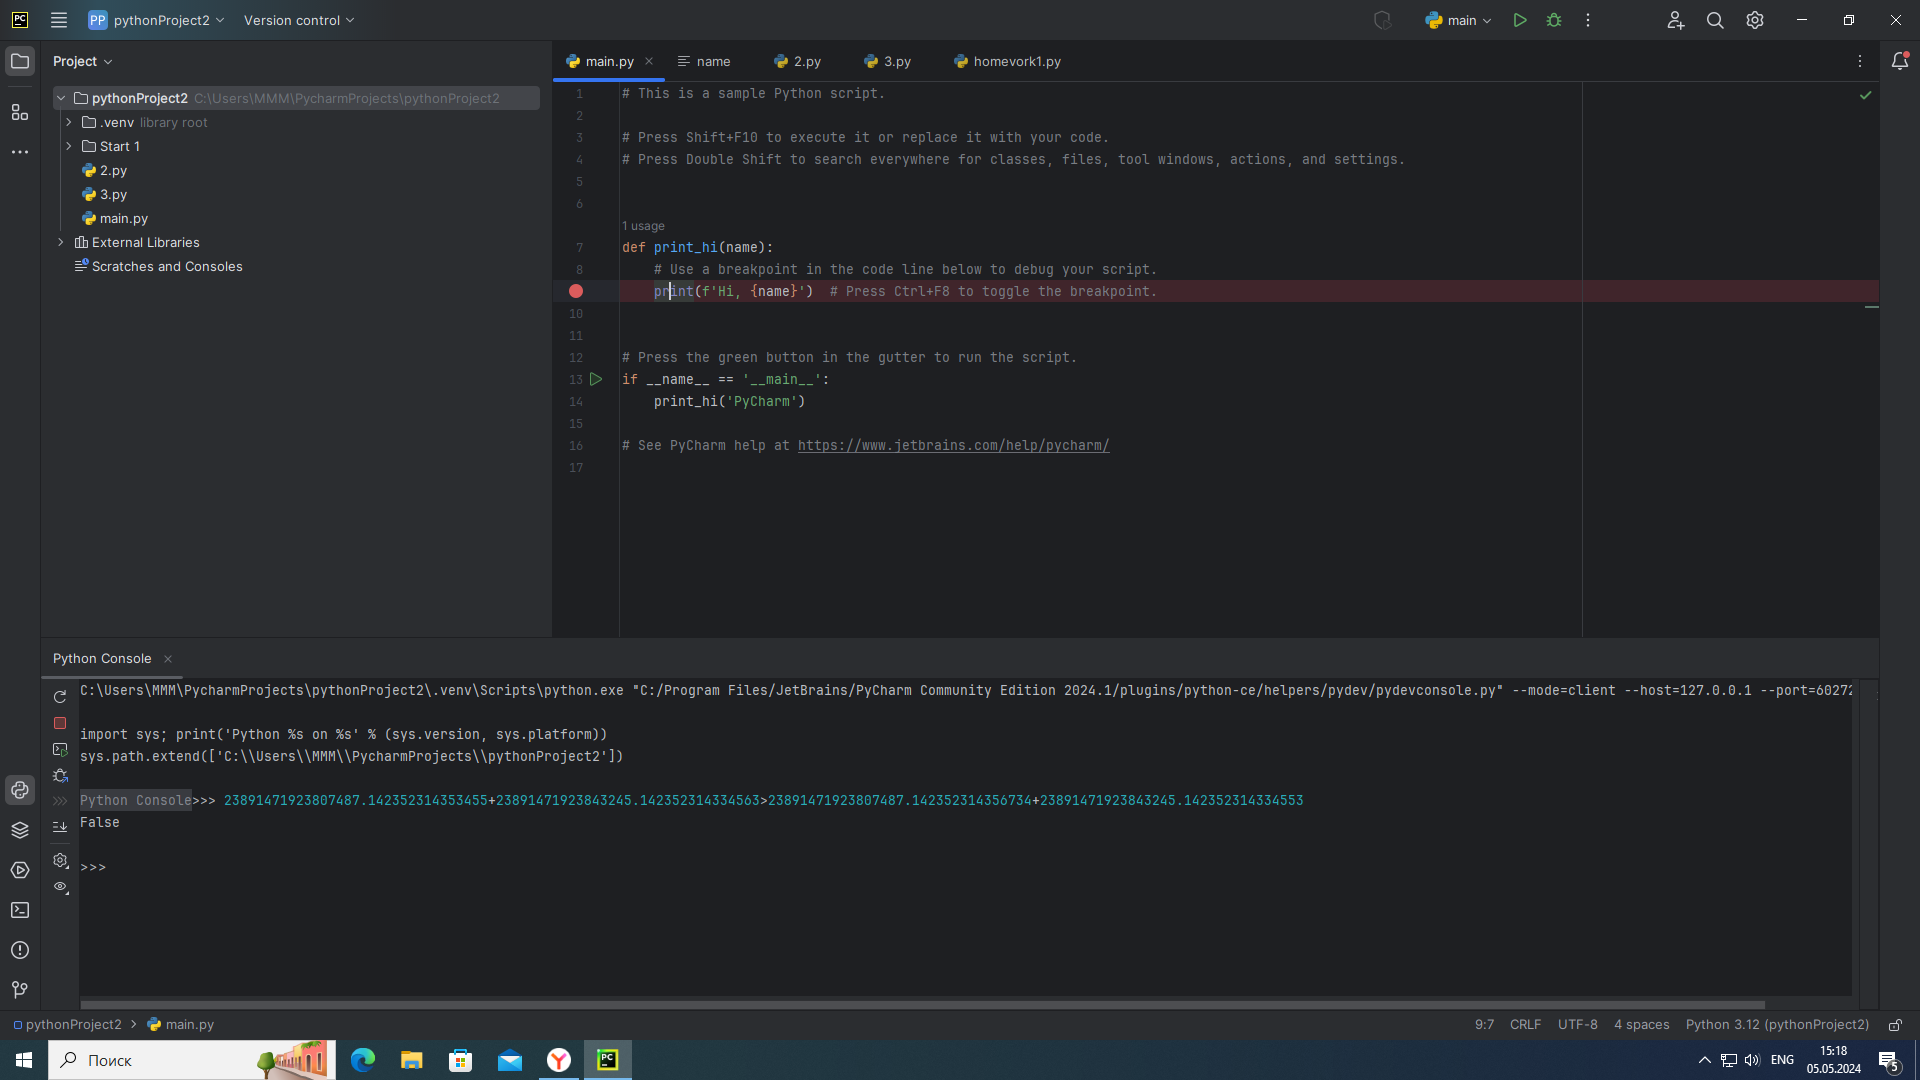 PC
PP pythonProject2 Version control main
Project
main.py name 2.py 3.py homevork1.py
pythonProject2 C:\Users\MMM\PycharmProjects\pythonProject2
.venv library root
Start 1
2.py
3.py
main.py
External Libraries
Scratches and Consoles
1 # This is a sample Python script.
2
3 # Press Shift+F10 to execute it or replace it with your code.
4 # Press Double Shift to search everywhere for classes, files, tool windows, actions, and settings.
5
6
1 usage
7 def print_hi(name):
8     # Use a breakpoint in the code line below to debug your script.
    print(f'Hi, {name}')  # Press Ctrl+F8 to toggle the breakpoint.
10
11
12 # Press the green button in the gutter to run the script.
13 if __name__ == '__main__':
14     print_hi('PyCharm')
15
16 # See PyCharm help at https://www.jetbrains.com/help/pycharm/
17
Python Console
C:\Users\MMM\PycharmProjects\pythonProject2\.venv\Scripts\python.exe "C:/Program Files/JetBrains/PyCharm Community Edition 2024.1/plugins/python-ce/helpers/pydev/pydevconsole.py" --mode=client --host=127.0.0.1 --port=60272
import sys; print('Python %s on %s' % (sys.version, sys.platform))
sys.path.extend(['C:\\Users\\MMM\\PycharmProjects\\pythonProject2'])
Python Console>>> 23891471923807487.142352314353455+23891471923843245.142352314334563>23891471923807487.142352314356734+23891471923843245.142352314334553
False
>>>
pythonProject2 > main.py 9:7 CRLF UTF-8 4 spaces Python 3.12 (pythonProject2)
Поиск
PC
ENG
15:18
05.05.2024
5